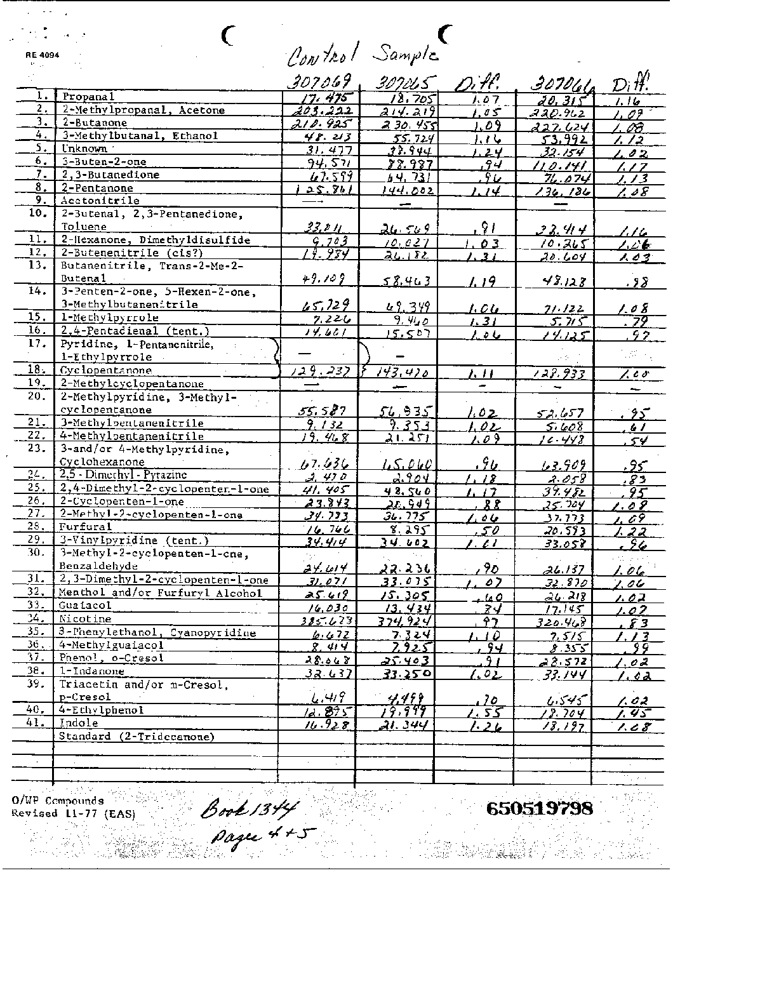 RE 4094
Control Sample
307069 307065 Diff. 307066 Diff.
1. Propanal 17.475 18.705 1.07 20.315 1.16
2. 2-Methylpropanal, Acetone 203.222 214.219 1.05 220.962 1.09
3. 2-Butanone 210.925 230.455 1.09 227.624 1.08
4. 3-Methylbutanal, Ethanol 48.213 55.724 1.16 53.992 1.12
5. Unknown 31.477 1.24 32.154 1.02
6. 3-Buten-2-one 94.571 88.987 .94 110.141 1.17
7. 2,3-Butanedione 67.599 64.731 .96 76.074 1.13
8. 2-Pentanone 125.861 144.002 1.14 136.186 1.08
9. Acetonitrile — —
10. 2-Butenal, 2,3-Pentanedione,
Toluene .91 1.16
11. 2-Hexanone, Dimethyldisulfide 9.703 10.027 1.03 10.265 1.06
12. 2-Butenenitrile (cis?) 19.984 26.182 1.31 20.604 1.03
13. Butanenitrile, Trans-2-Me-2-
Butenal 49.109 58.463 1.19 48.128 .98
14. 3-Penten-2-one, 5-Hexen-2-one,
3-Methylbutanenitrile 65.729 69.349 1.06 71.122 1.08
15. 1-Methylpyrrole 7.226 9.460 1.31 5.715 .79
16. 2,4-Pentadienal (tent.) 14.601 15.507 1.06 14.125 .97
17. Pyridine, 1-Pentanenitrile,
1-Ethylpyrrole — —
18. Cyclopentanone 129.237 143.420 1.11 128.933 1.00
19. 2-Methylcyclopentanone — — — —
20. 2-Methylpyridine, 3-Methyl-
cyclopentanone 55.587 56.935 1.02 52.657 .95
21. 3-Methylpentanenitrile 9.132 9.353 1.02 5.608 .61
22. 4-Methylpentanenitrile 19.468 21.251 1.09 10.448 .54
23. 3-and/or 4-Methylpyridine,
Cyclohexanone 67.636 65.060 .96 63.909 .95
24. 2,5-Dimethyl-Pyrazine 2.470 2.904 1.18 2.058 .83
25. 2,4-Dimethyl-2-cyclopenten-1-one 41.405 48.560 1.17 39.482 .95
26. 2-Cyclopenten-1-one 23.843 .88 25.704 1.08
27. 2-Methyl-2-cyclopenten-1-one 34.773 36.775 1.06 37.773 1.09
28. Furfural 16.766 8.295 .50 20.593 1.22
29. 3-Vinylpyridine (tent.) 34.414 34.602 1.01 33.058 .96
30. 3-Methyl-2-cyclopenten-1-one,
Benzaldehyde 24.614 22.236 .90 26.137 1.06
31. 2,3-Dimethyl-2-cyclopenten-1-one 31.071 33.075 1.07 32.870 1.06
32. Menthol and/or Furfuryl Alcohol 25.619 15.305 .60 26.218 1.02
33. Guaiacol 16.030 13.434 .84 17.145 1.07
34. Nicotine 385.673 374.924 .97 320.468 .83
35. 3-Phenylethanol, Cyanopyridine 6.672 7.324 1.10 7.515 1.13
36. 4-Methylguaiacol 8.414 7.925 .94 8.355 .99
37. Phenol, o-Cresol 28.068 25.403 .91 28.572 1.02
38. 1-Indanone 32.637 33.250 1.02 33.144 1.02
39. Triacetin and/or m-Cresol,
p-Cresol 6.419 4.499 .70 6.545 1.02
40. 4-Ethylphenol 12.895 19.999 1.55 18.704 1.45
41. Indole 16.928 21.344 1.26 18.197 1.08
Standard (2-Tridecanone)
O/WP Compounds
Revised 11-77 (EAS)
Book 1344
pages 4+5
650519798